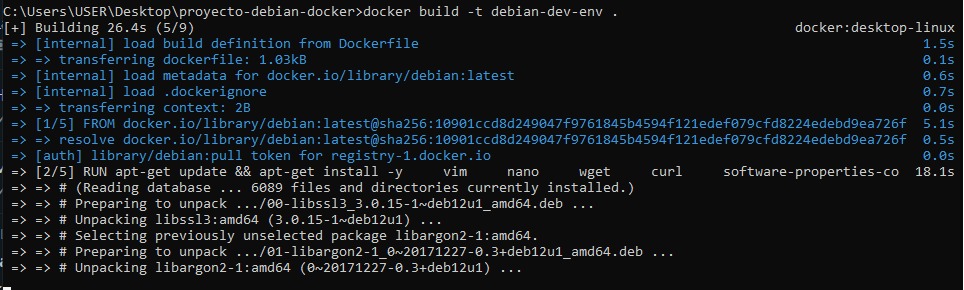 C:\Users\USER\Desktop\proyecto-debian-docker>docker build -t debian-dev-env .
[+] Building 26.4s (5/9) docker:desktop-linux
=> [internal] load build definition from Dockerfile 1.5s
=> => transferring dockerfile: 1.03kB 0.1s
=> [internal] load metadata for docker.io/library/debian:latest 0.6s
=> [internal] load .dockerignore 0.7s
=> => transferring context: 2B 0.0s
=> [1/5] FROM docker.io/library/debian:latest@sha256:10901ccd8d249047f9761845b4594f121edef079cfd8224edebd9ea726f 5.1s
=> => resolve docker.io/library/debian:latest@sha256:10901ccd8d249047f9761845b4594f121edef079cfd8224edebd9ea726f 0.5s
=> [auth] library/debian:pull token for registry-1.docker.io 0.0s
=> [2/5] RUN apt-get update && apt-get install -y vim nano wget curl software-properties-co 18.1s
=> => # (Reading database ... 6089 files and directories currently installed.)
=> => # Preparing to unpack .../00-libssl3_3.0.15-1~deb12u1_amd64.deb ...
=> => # Unpacking libssl3:amd64 (3.0.15-1~deb12u1) ...
=> => # Selecting previously unselected package libargon2-1:amd64.
=> => # Preparing to unpack .../01-libargon2-1_0~20171227-0.3+deb12u1_amd64.deb ...
=> => # Unpacking libargon2-1:amd64 (0~20171227-0.3+deb12u1) ...